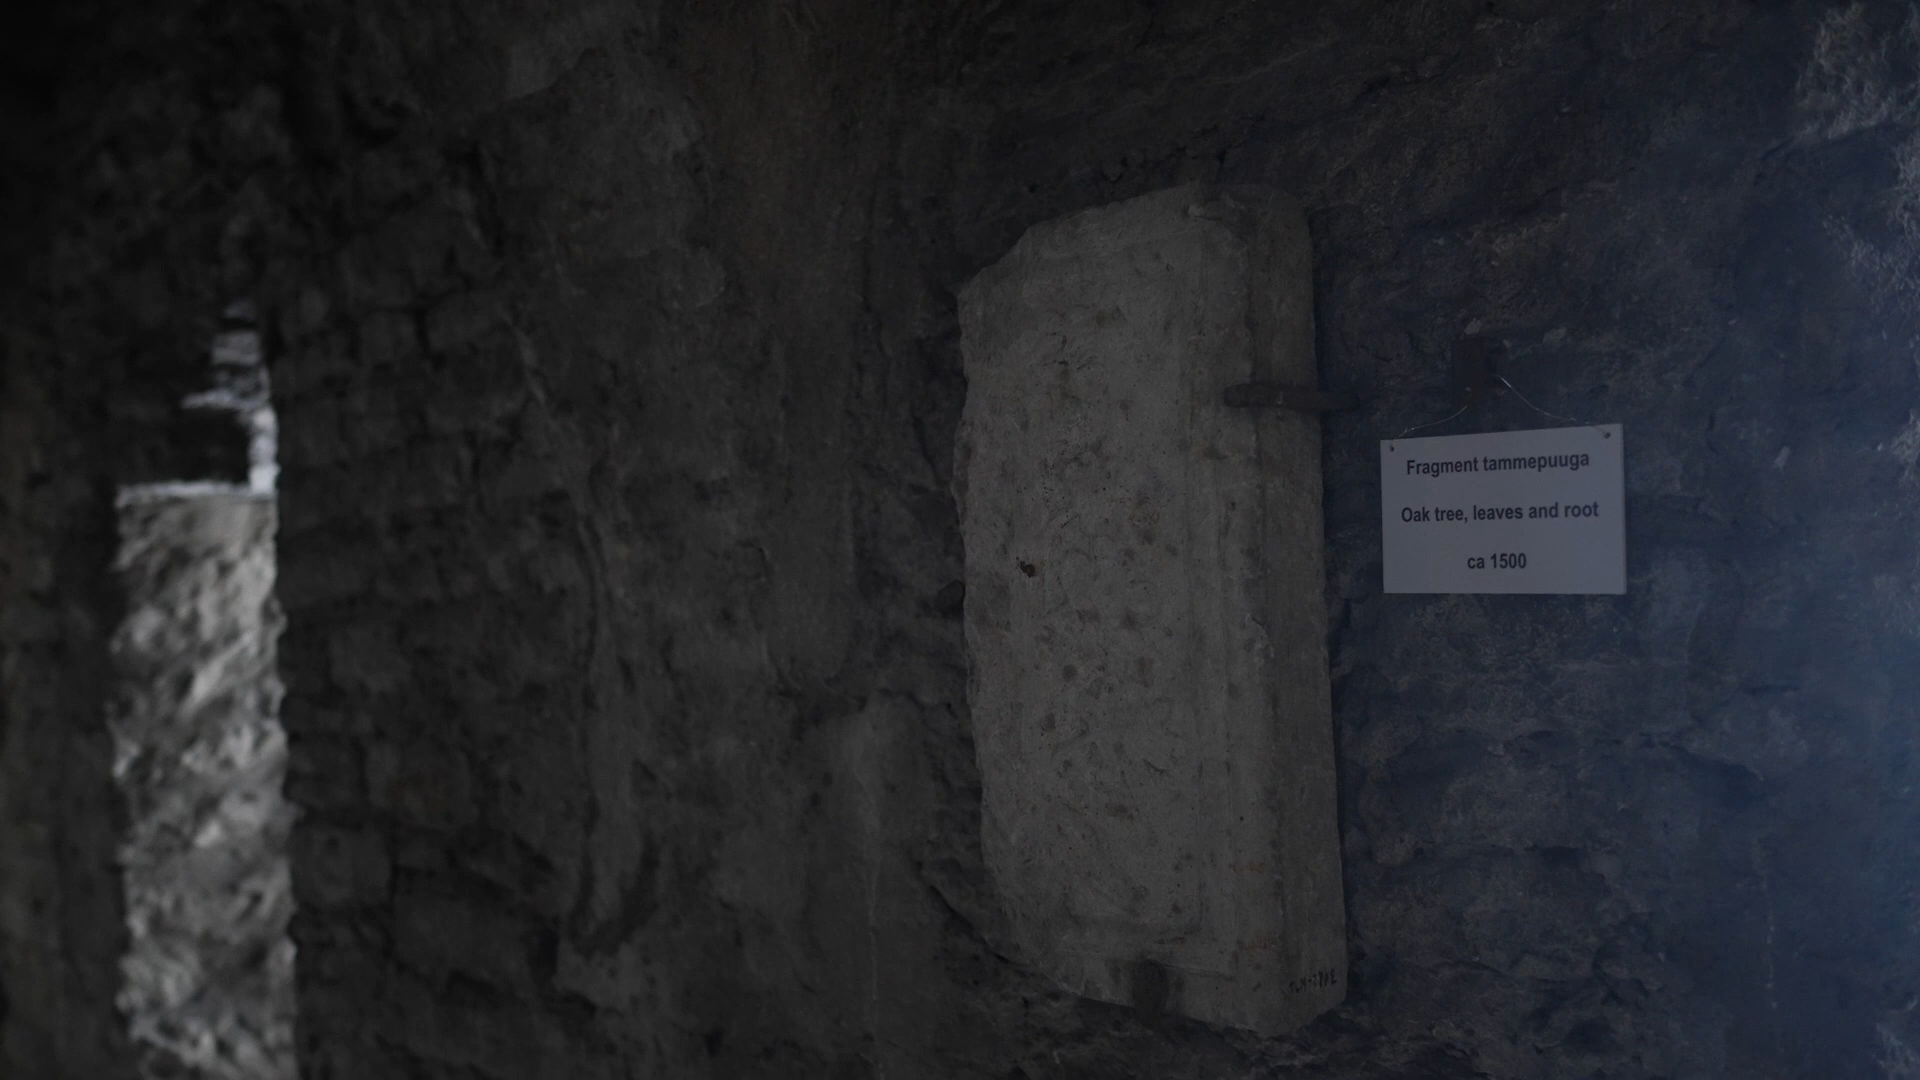 Fragment tammepuuga
Oak tree, leaves and root
ca 1500